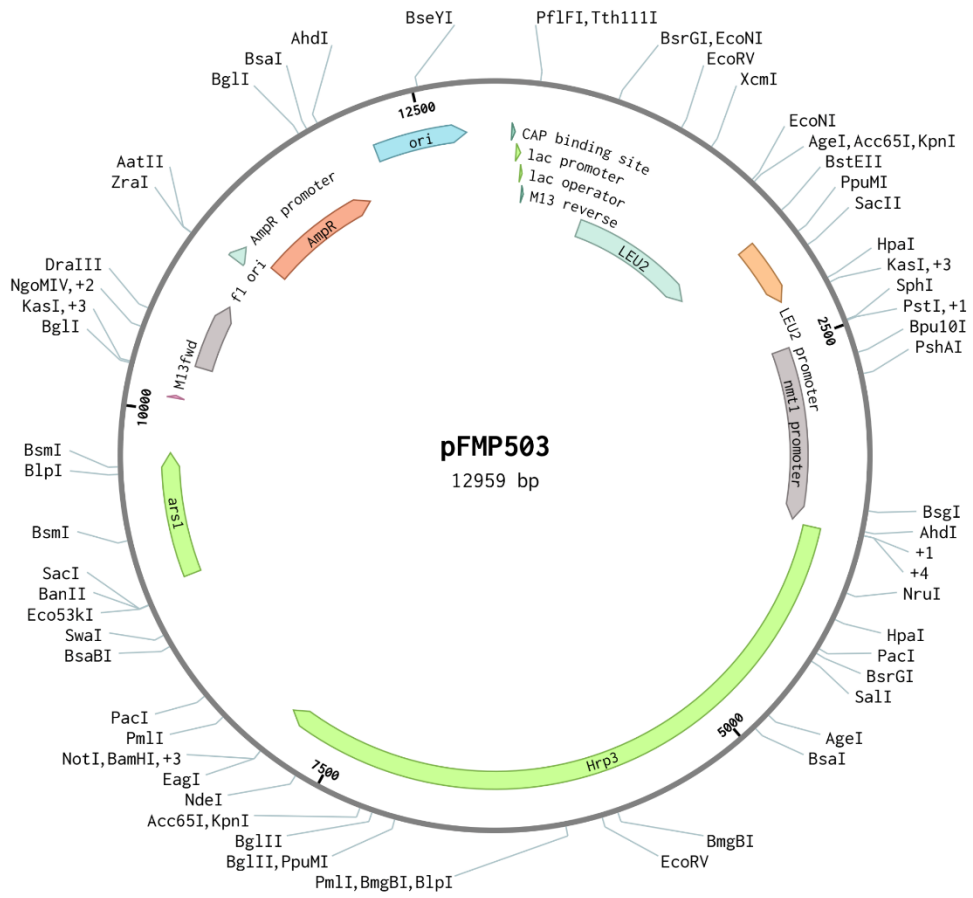 BseYI
PflFI,Tth111I
AhdI
BsaI
BglI
BsrGI,EcoNI
EcoRV
XcmI
12500
ori
CAP binding site
lac promoter
lac operator
M13 reverse
EcoNI
AgeI,Acc65I,KpnI
BstEII
PpuMI
SacII
AatII
ZraI
AmpR promoter
AmpR
LEU2
f1 ori
HpaI
KasI,+3
SphI
PstI,+1
Bpu10I
PshAI
DraIII
NgoMIV,+2
KasI,+3
BglI
LEU2 promoter
2500
M13fwd
10000
nmt1 promoter
pFMP503
12959 bp
BsmI
BlpI
ars1
BsmI
BsgI
AhdI
+1
+4
NruI
SacI
BanII
Eco53kI
SwaI
BsaBI
HpaI
PacI
BsrGI
SalI
PacI
PmlI
NotI,BamHI,+3
EagI
NdeI
Acc65I,KpnI
BglII
BglII,PpuMI
PmlI,BmgBI,BlpI
7500
Hrp3
5000
AgeI
BsaI
BmgBI
EcoRV